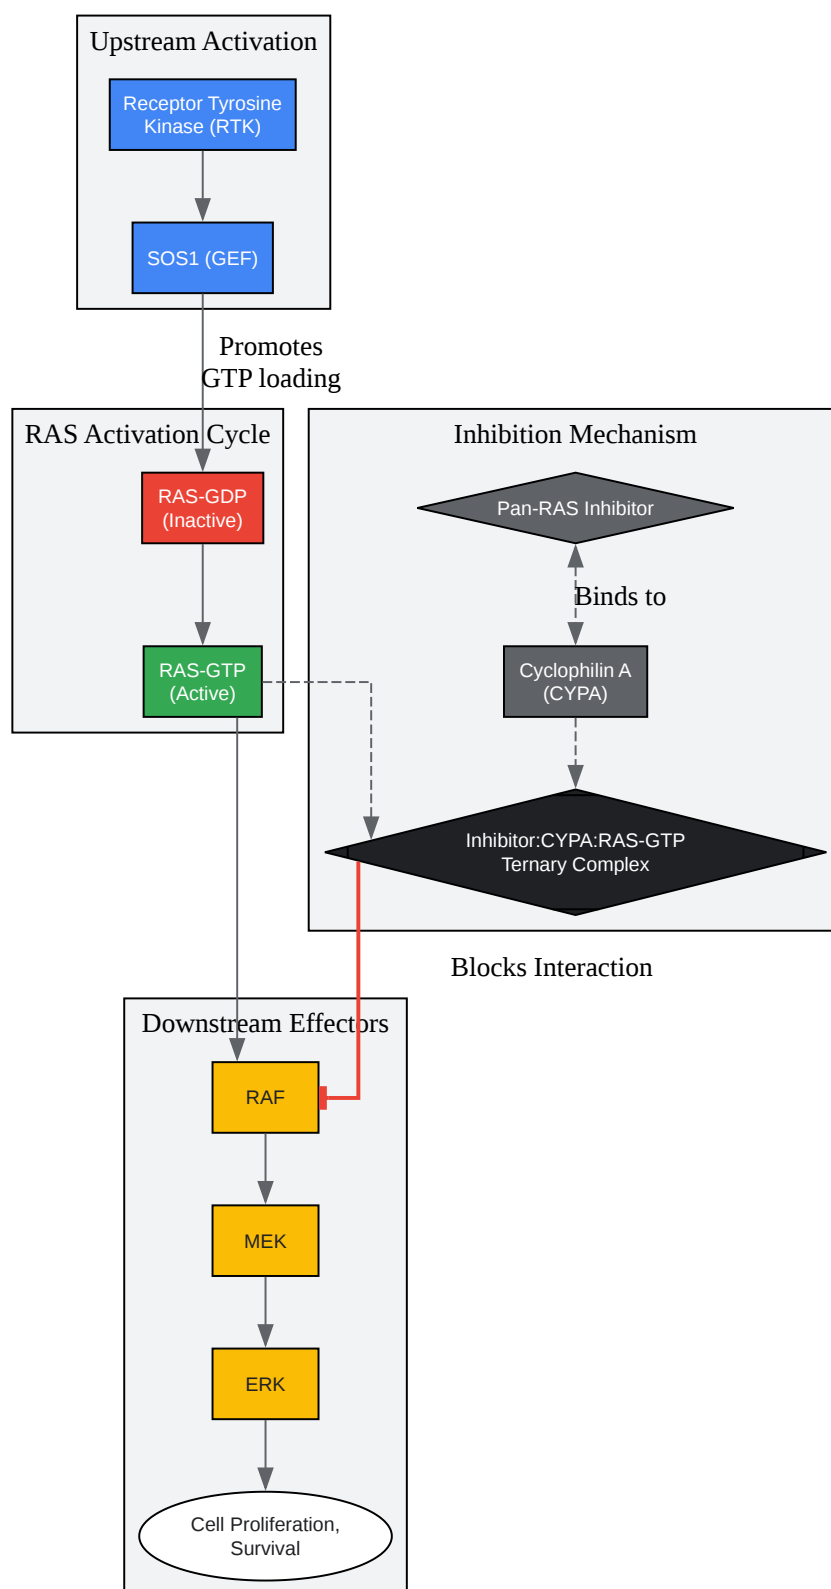 Upstream Activation
Receptor Tyrosine
Kinase (RTK)
SOS1 (GEF)
Promotes
GTP loading
RAS Activation Cycle
RAS-GDP
(Inactive)
RAS-GTP
(Active)
Inhibition Mechanism
Pan-RAS Inhibitor
Binds to
Cyclophilin A
(CYPA)
Inhibitor:CYPA:RAS-GTP
Ternary Complex
Blocks Interaction
Downstream Effectors
RAF
MEK
ERK
Cell Proliferation,
Survival